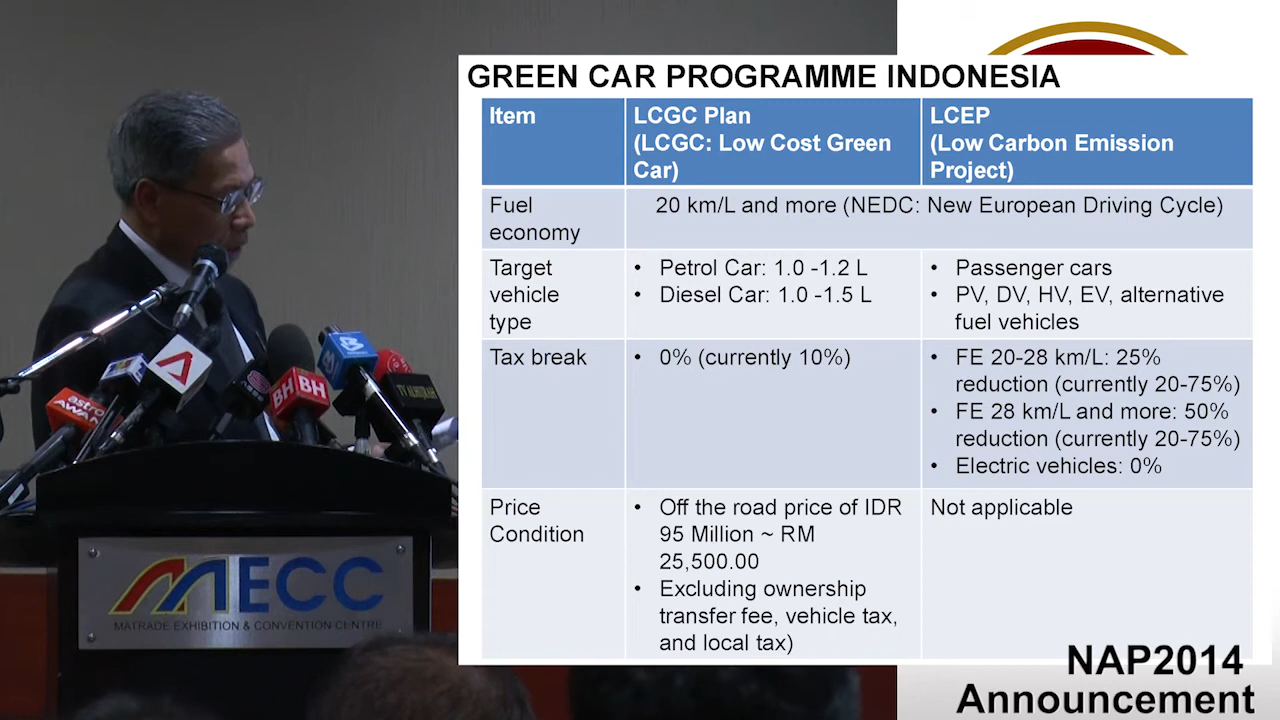 GREEN CAR PROGRAMME INDONESIA
Item
LCGC Plan
(LCGC: Low Cost Green
Car)
LCEP
(Low Carbon Emission
Project)
Fuel
economy
20 km/L and more (NEDC: New European Driving Cycle)
Target
vehicle
type
• Petrol Car: 1.0 -1.2 L
• Diesel Car: 1.0 -1.5 L
• Passenger cars
• PV, DV, HV, EV, alternative
fuel vehicles
Tax break
• 0% (currently 10%)
• FE 20-28 km/L: 25%
reduction (currently 20-75%)
• FE 28 km/L and more: 50%
reduction (currently 20-75%)
• Electric vehicles: 0%
Price
Condition
• Off the road price of IDR
95 Million ~ RM
25,500.00
• Excluding ownership
transfer fee, vehicle tax,
and local tax)
Not applicable
NAP2014
Announcement
astro
AWANI
BH BH
TV ALHIJRAH
MECC
MATRADE EXHIBITION & CONVENTION CENTRE